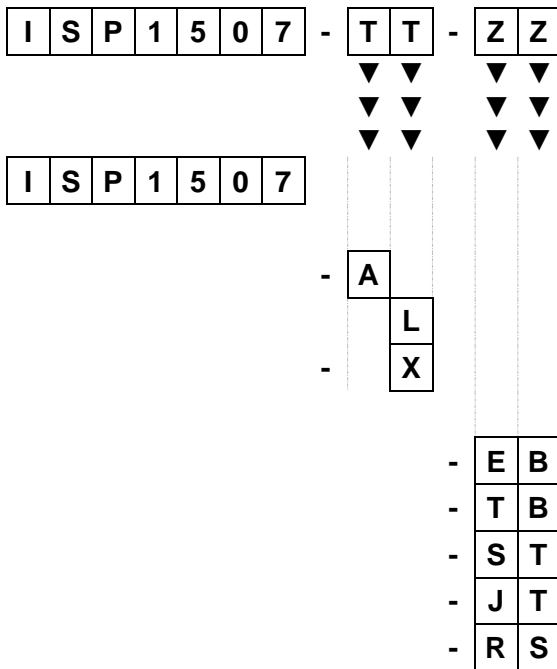 ISP1507 - TT - ZZ
ISP1507
- A
L
- X
- EB
- TB
- ST
- JT
- RS